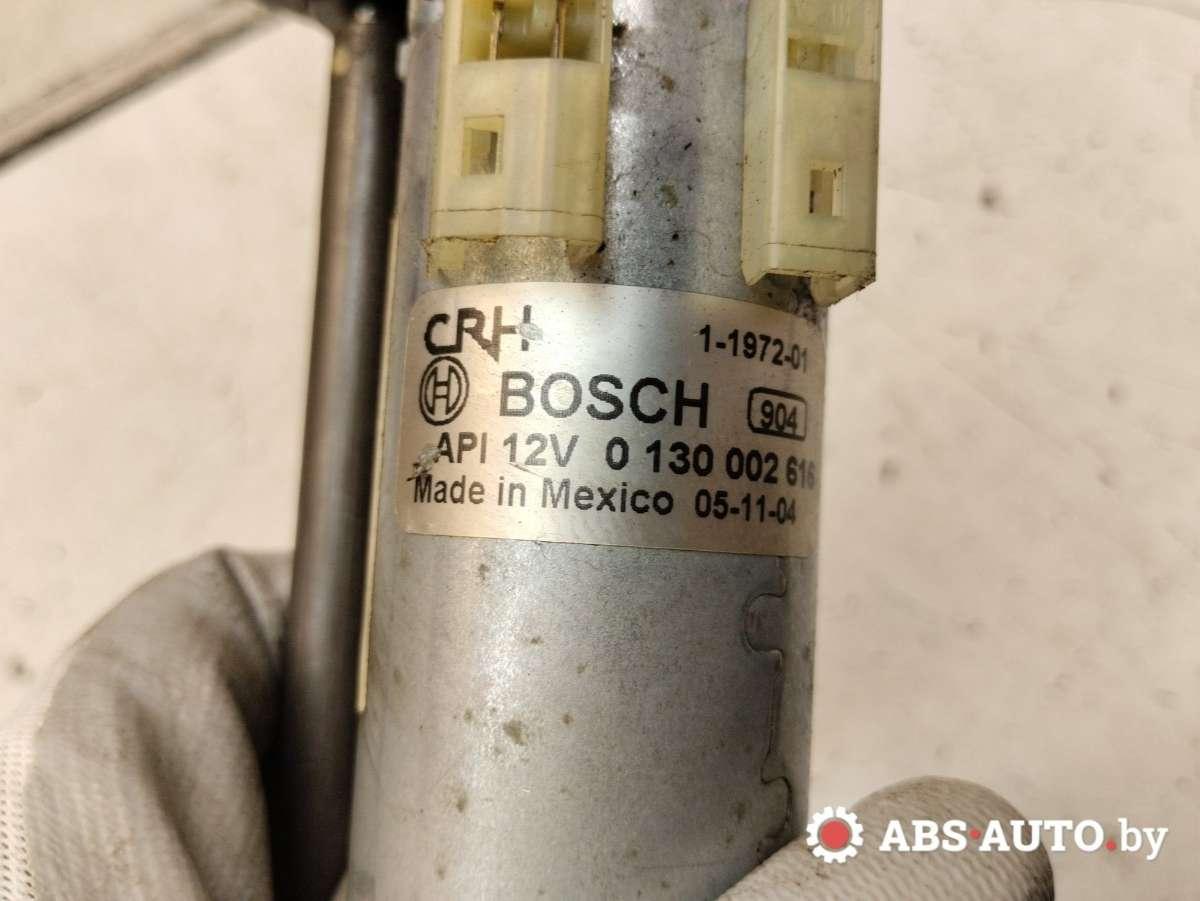 CRH 1-1972-01
BOSCH 904
API 12V 0 130 002 616
Made in Mexico 05-11-04
ABS·AUTO.by